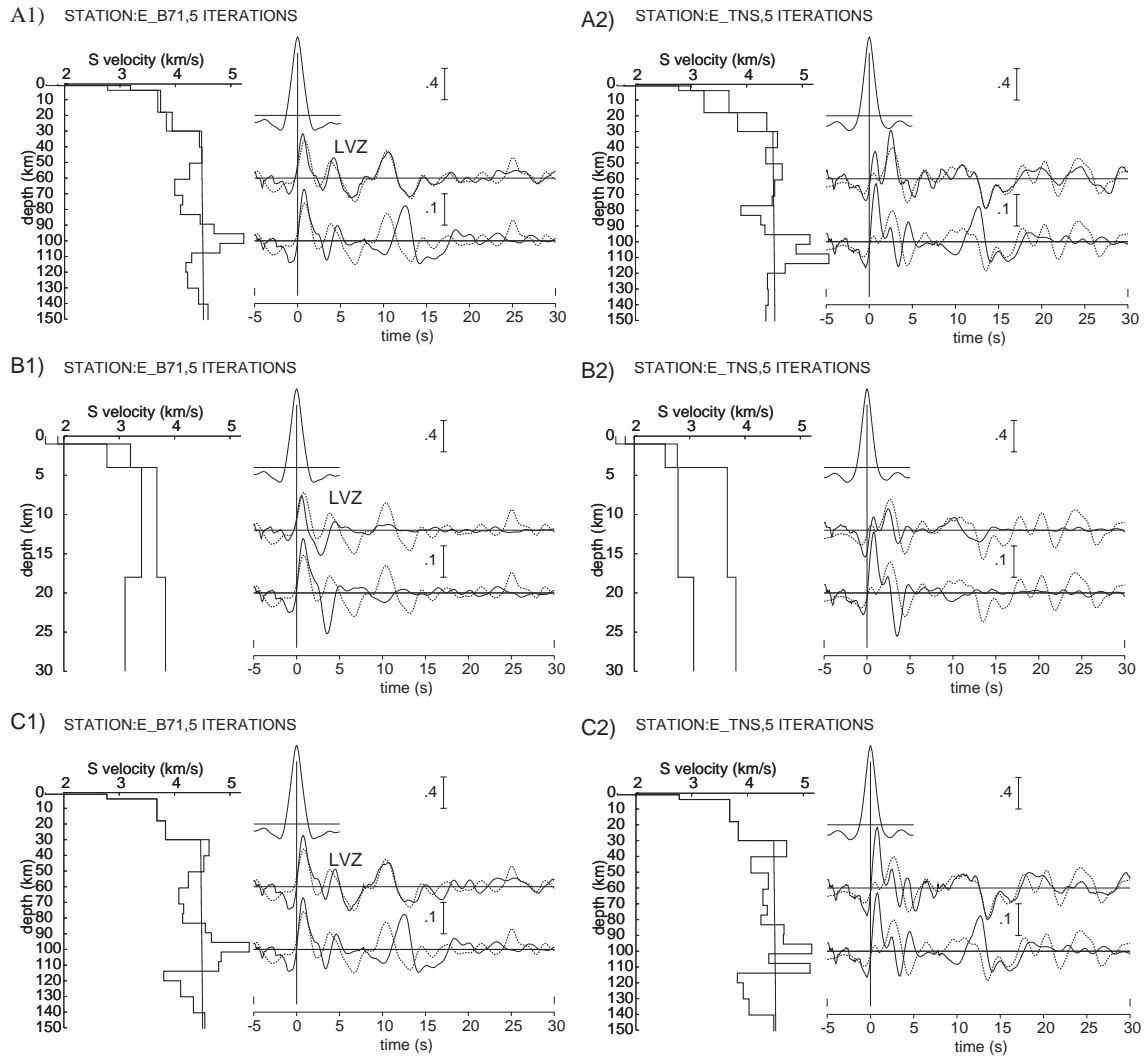 A1) STATION:E_B71,5 ITERATIONS
S velocity (km/s)
2 3 4 5
0
10
20
30
40
50
60
70
80
90
100
110
120
130
140
150
depth (km)
.4
LVZ
.1
-5 0 5 10 15 20 25 30
time (s)
A2) STATION:E_TNS,5 ITERATIONS
S velocity (km/s)
2 3 4 5
0
10
20
30
40
50
60
70
80
90
100
110
120
130
140
150
depth (km)
.4
.1
-5 0 5 10 15 20 25 30
time (s)
B1) STATION:E_B71,5 ITERATIONS
S velocity (km/s)
2 3 4 5
0
5
10
15
20
25
30
depth (km)
.4
LVZ
.1
-5 0 5 10 15 20 25 30
time (s)
B2) STATION:E_TNS,5 ITERATIONS
S velocity (km/s)
2 3 4 5
0
5
10
15
20
25
30
depth (km)
.4
.1
-5 0 5 10 15 20 25 30
time (s)
C1) STATION:E_B71,5 ITERATIONS
S velocity (km/s)
2 3 4 5
0
10
20
30
40
50
60
70
80
90
100
110
120
130
140
150
depth (km)
.4
LVZ
.1
-5 0 5 10 15 20 25 30
time (s)
C2) STATION:E_TNS,5 ITERATIONS
S velocity (km/s)
2 3 4 5
0
10
20
30
40
50
60
70
80
90
100
110
120
130
140
150
depth (km)
.4
.1
-5 0 5 10 15 20 25 30
time (s)